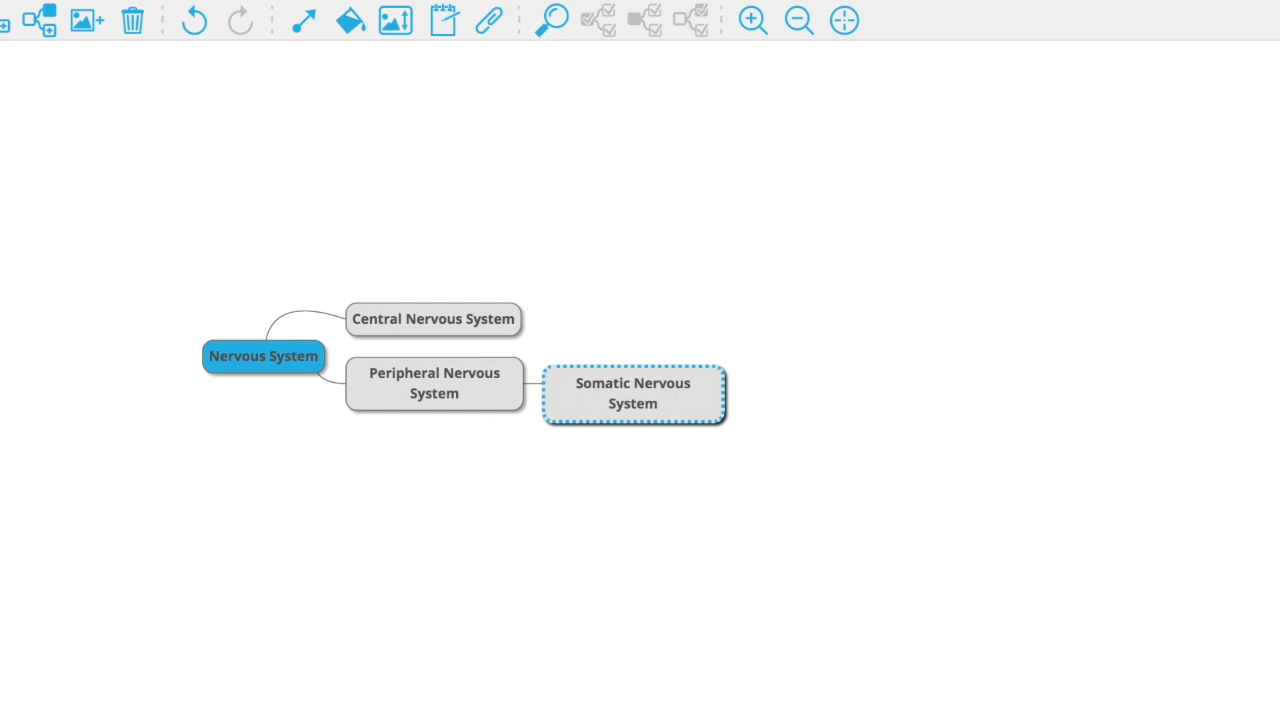 Central Nervous System
Nervous System
Peripheral Nervous
System
Somatic Nervous
System